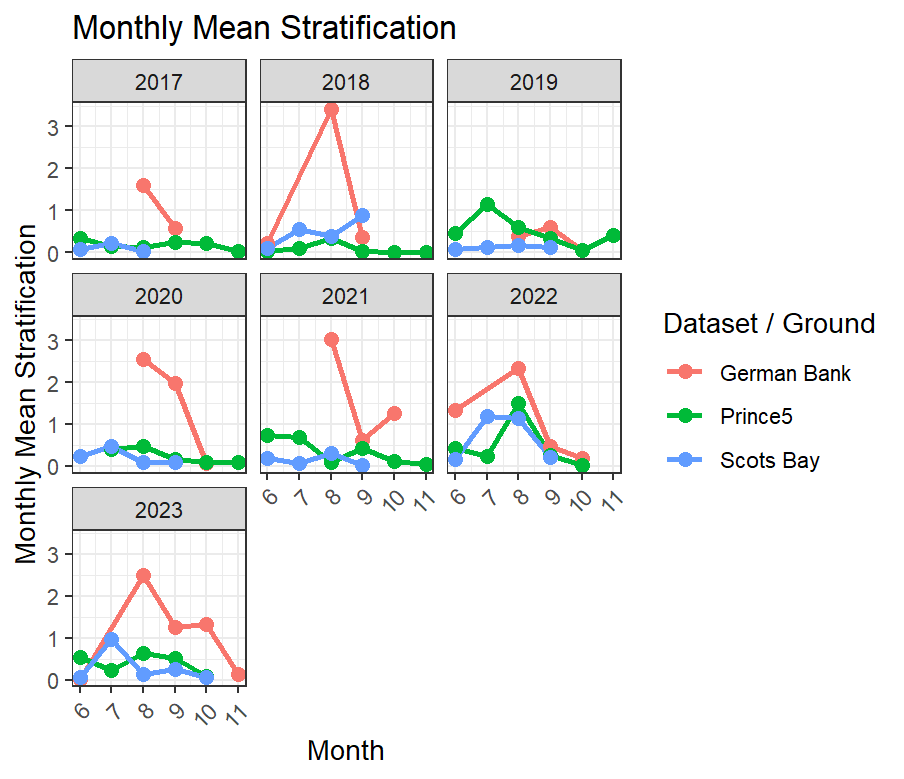 Monthly Mean Stratification
2017
2018
2019
3
2
1
0
2020
2021
2022
3
2
1
0
6 7 8 9 10 11
6 7 8 9 10 11
2023
3
2
1
0
6 7 8 9 10 11
Month
Monthly Mean Stratification
Dataset / Ground
German Bank
Prince5
Scots Bay